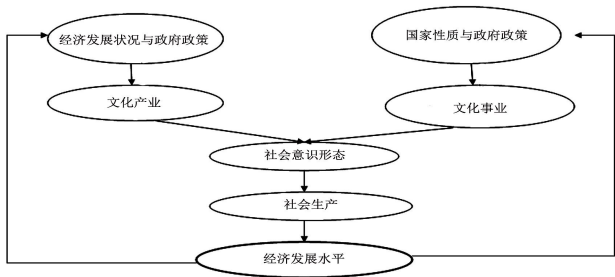 经济发展状况与政府政策
国家性质与政府政策
文化产业
文化事业
社会意识形态
社会生产
经济发展水平